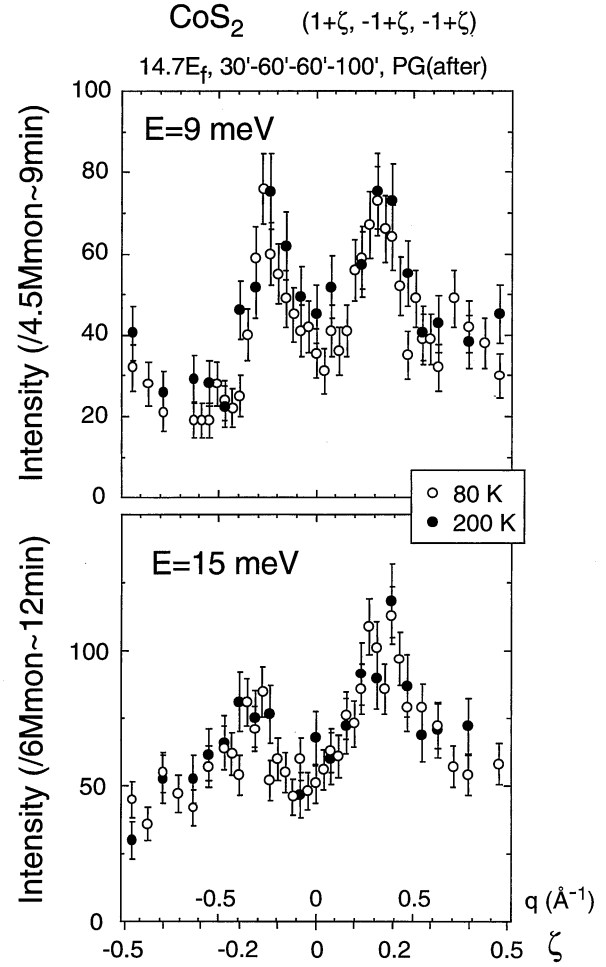 CoS2 (1+ζ, -1+ζ, -1+ζ)
14.7Ef, 30'-60'-60'-100', PG(after)
100
E=9 meV
80
60
40
20
0
Intensity (/4.5Mmon~9min)
80 K
200 K
E=15 meV
100
50
0
Intensity (/6Mmon~12min)
-0.5 0 0.5 q (Å-1)
-0.5 -0.2 0 0.2 0.5 ζ